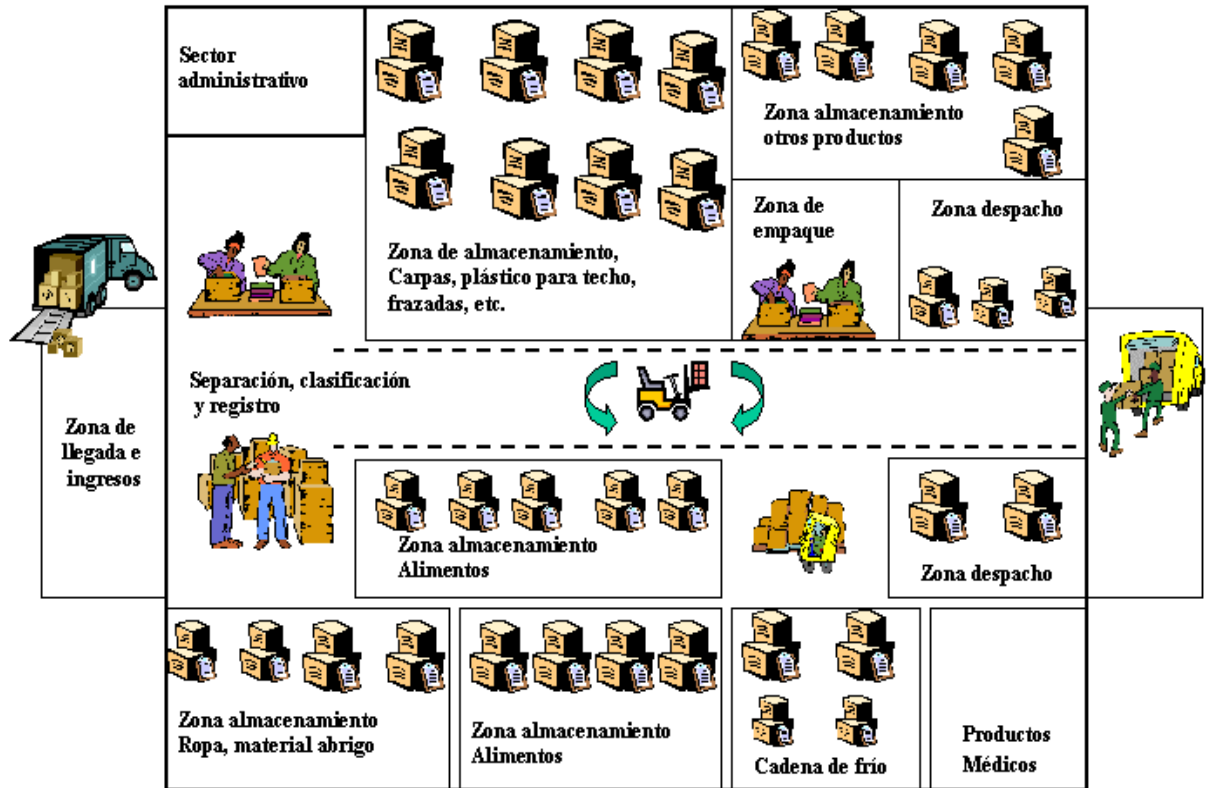 Sector
administrativo
Zona almacenamiento
otros productos
Zona de almacenamiento,
Carpas, plástico para techo,
frazadas, etc.
Zona de
empaque
Zona despacho
Separación, clasificación
y registro
Zona de
llegada e
ingresos
Zona almacenamiento
Alimentos
Zona despacho
Zona almacenamiento
Ropa, material abrigo
Zona almacenamiento
Alimentos
Cadena de frío
Productos
Médicos